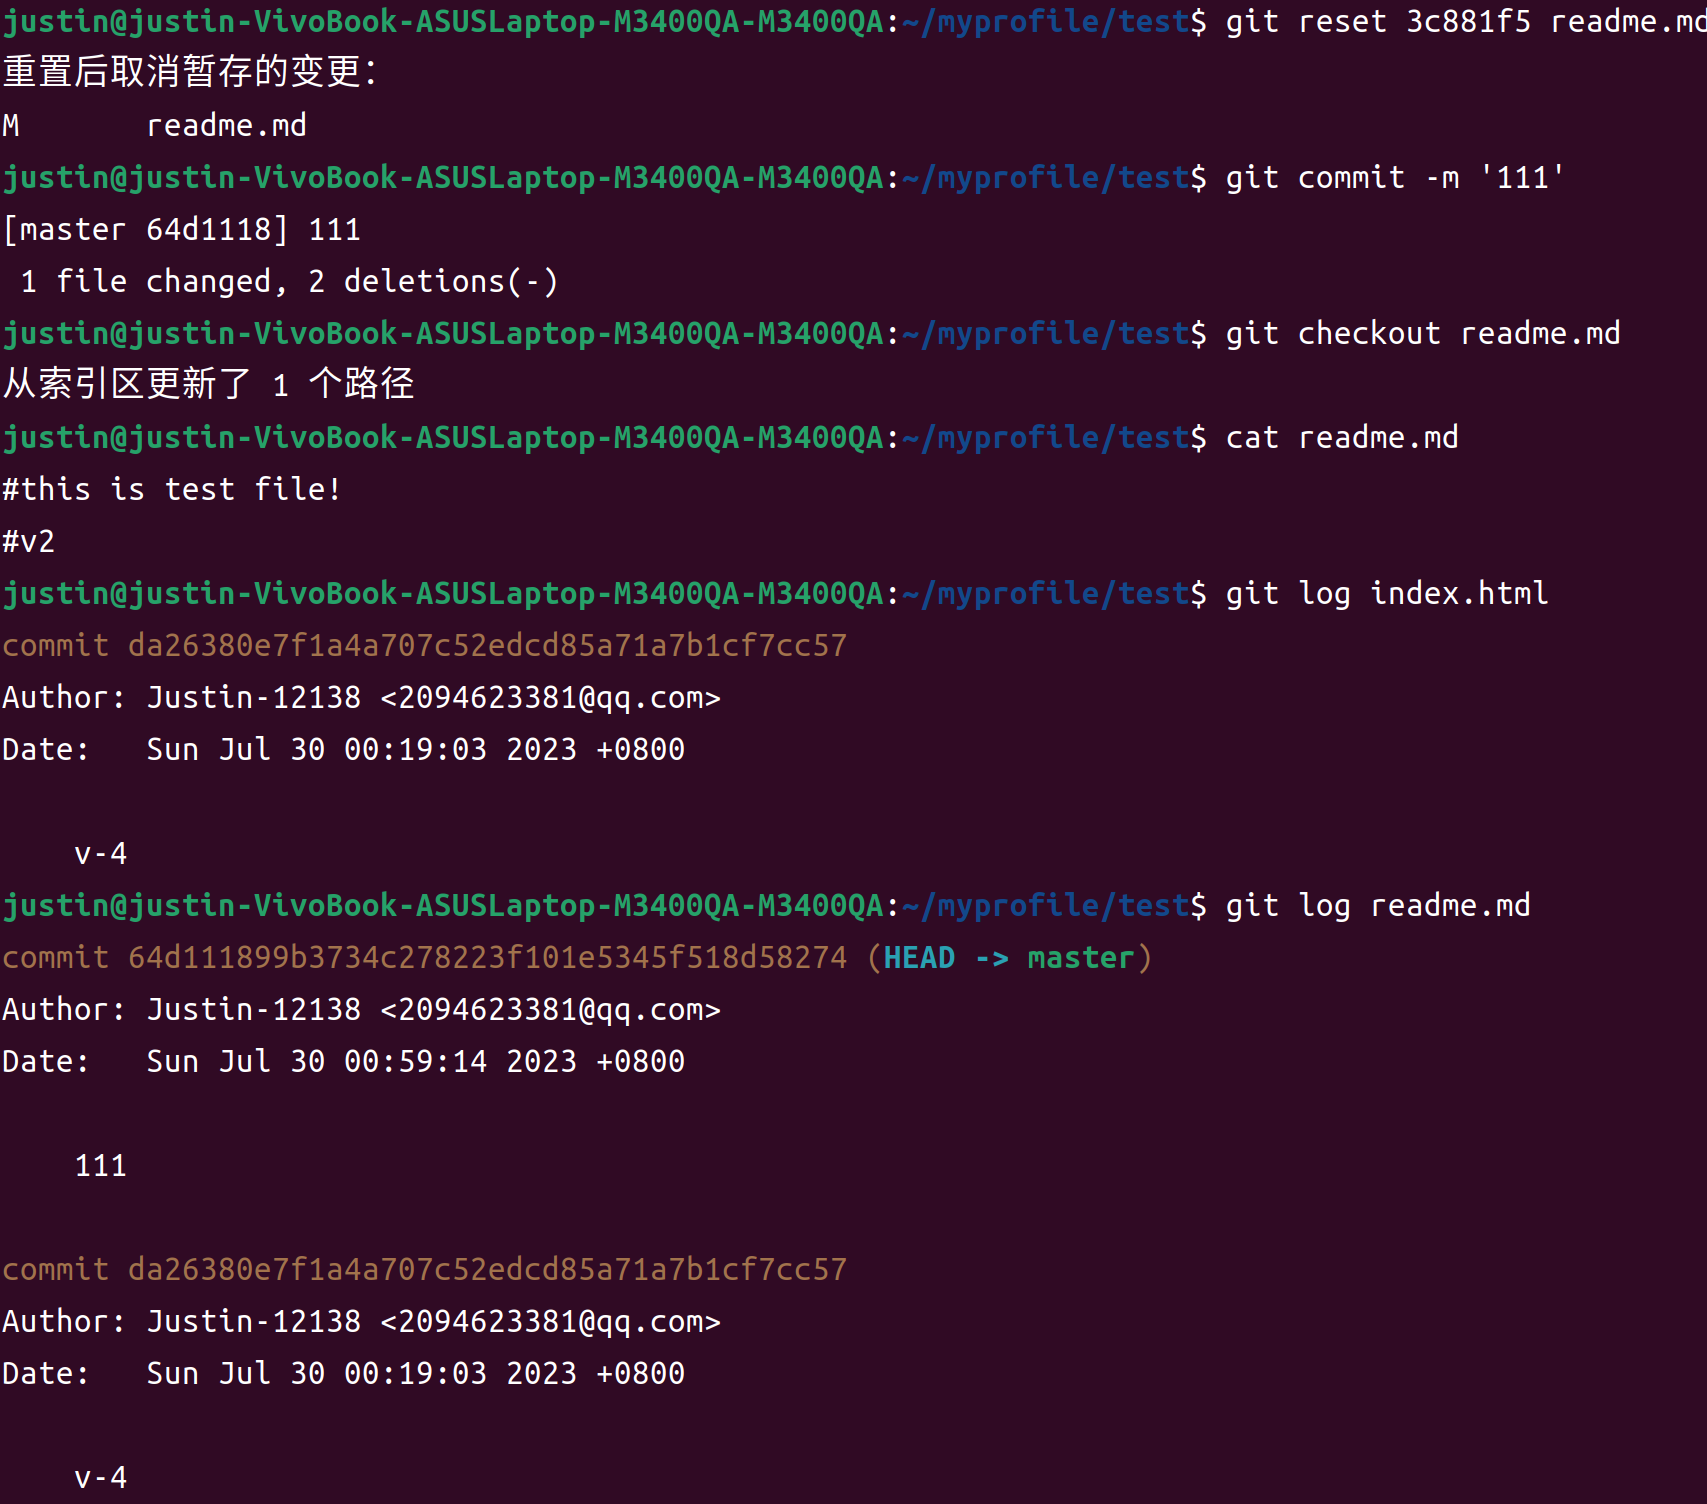 justin@justin-VivoBook-ASUSLaptop-M3400QA-M3400QA:~/myprofile/test$ git reset 3c881f5 readme.md
重置后取消暂存的变更：
M       readme.md
justin@justin-VivoBook-ASUSLaptop-M3400QA-M3400QA:~/myprofile/test$ git commit -m '111'
[master 64d1118] 111
 1 file changed, 2 deletions(-)
justin@justin-VivoBook-ASUSLaptop-M3400QA-M3400QA:~/myprofile/test$ git checkout readme.md
从索引区更新了 1 个路径
justin@justin-VivoBook-ASUSLaptop-M3400QA-M3400QA:~/myprofile/test$ cat readme.md
#this is test file!
#v2
justin@justin-VivoBook-ASUSLaptop-M3400QA-M3400QA:~/myprofile/test$ git log index.html
commit da26380e7f1a4a707c52edcd85a71a7b1cf7cc57
Author: Justin-12138 <2094623381@qq.com>
Date:   Sun Jul 30 00:19:03 2023 +0800
    v-4
justin@justin-VivoBook-ASUSLaptop-M3400QA-M3400QA:~/myprofile/test$ git log readme.md
commit 64d111899b3734c278223f101e5345f518d58274 (HEAD -> master)
Author: Justin-12138 <2094623381@qq.com>
Date:   Sun Jul 30 00:59:14 2023 +0800
    111
commit da26380e7f1a4a707c52edcd85a71a7b1cf7cc57
Author: Justin-12138 <2094623381@qq.com>
Date:   Sun Jul 30 00:19:03 2023 +0800
    v-4